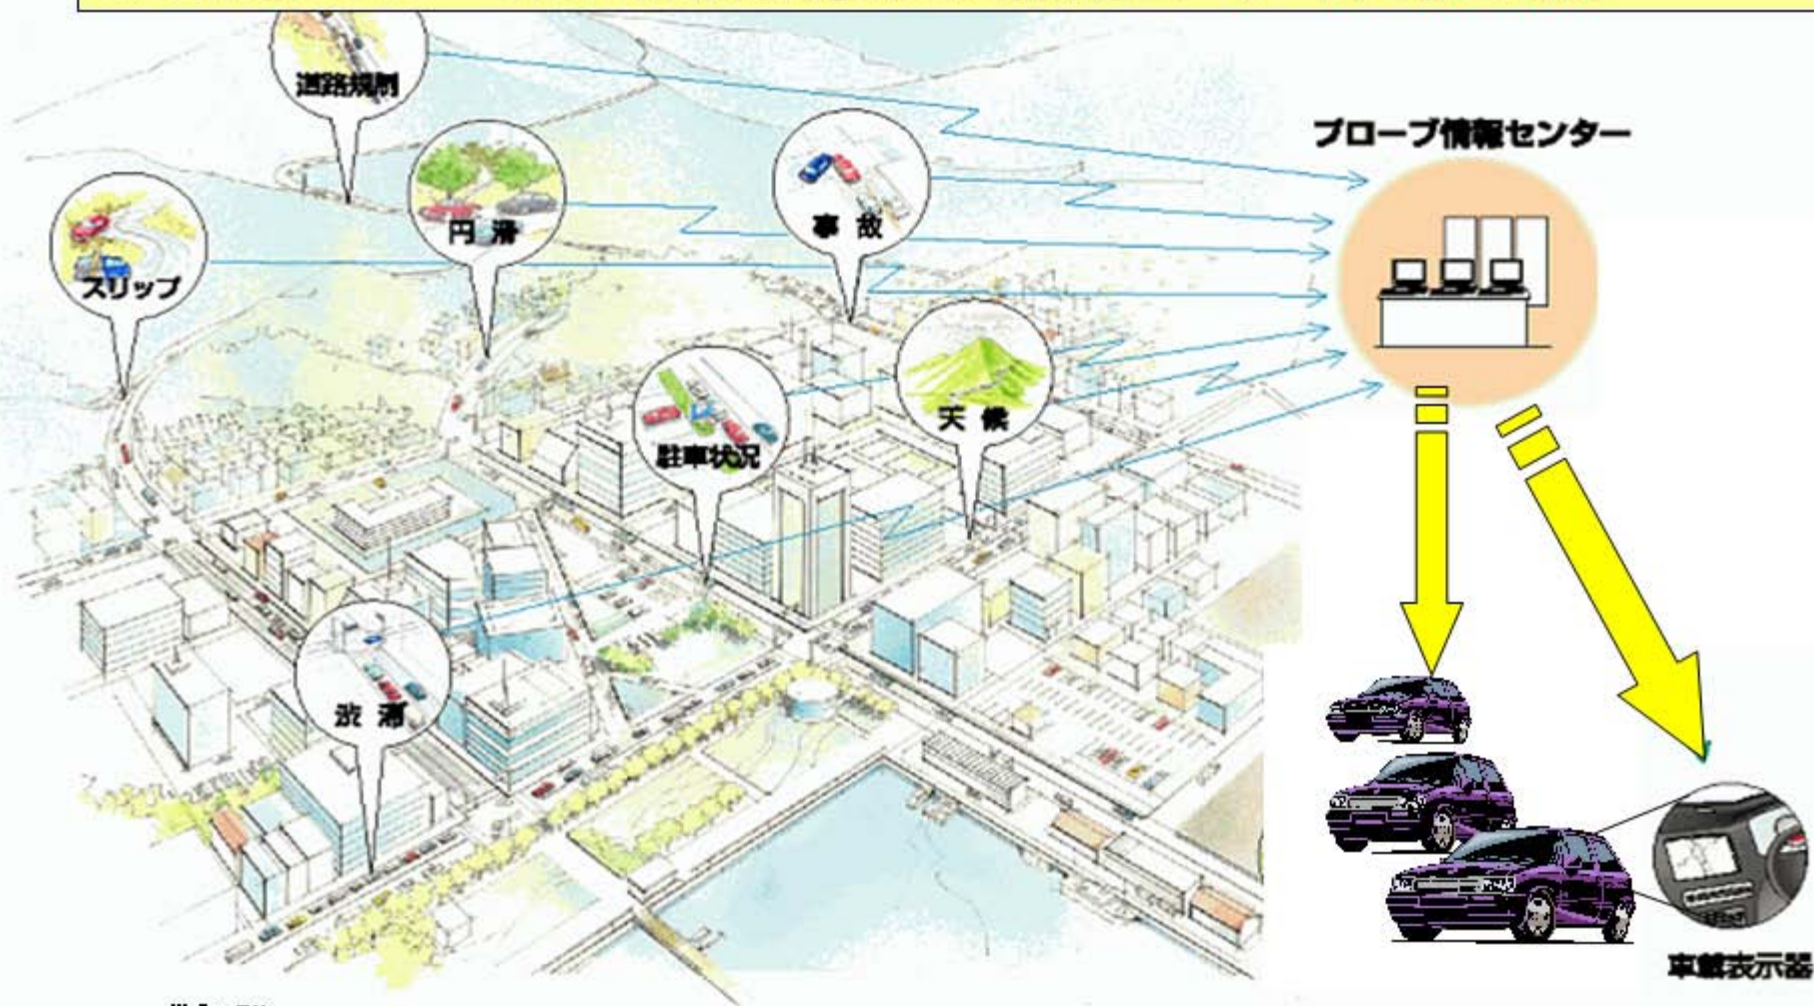 道路規制
プローブ情報センター
円 滑
事 故
スリップ
天 候
駐車状況
渋 滞
車載表示器